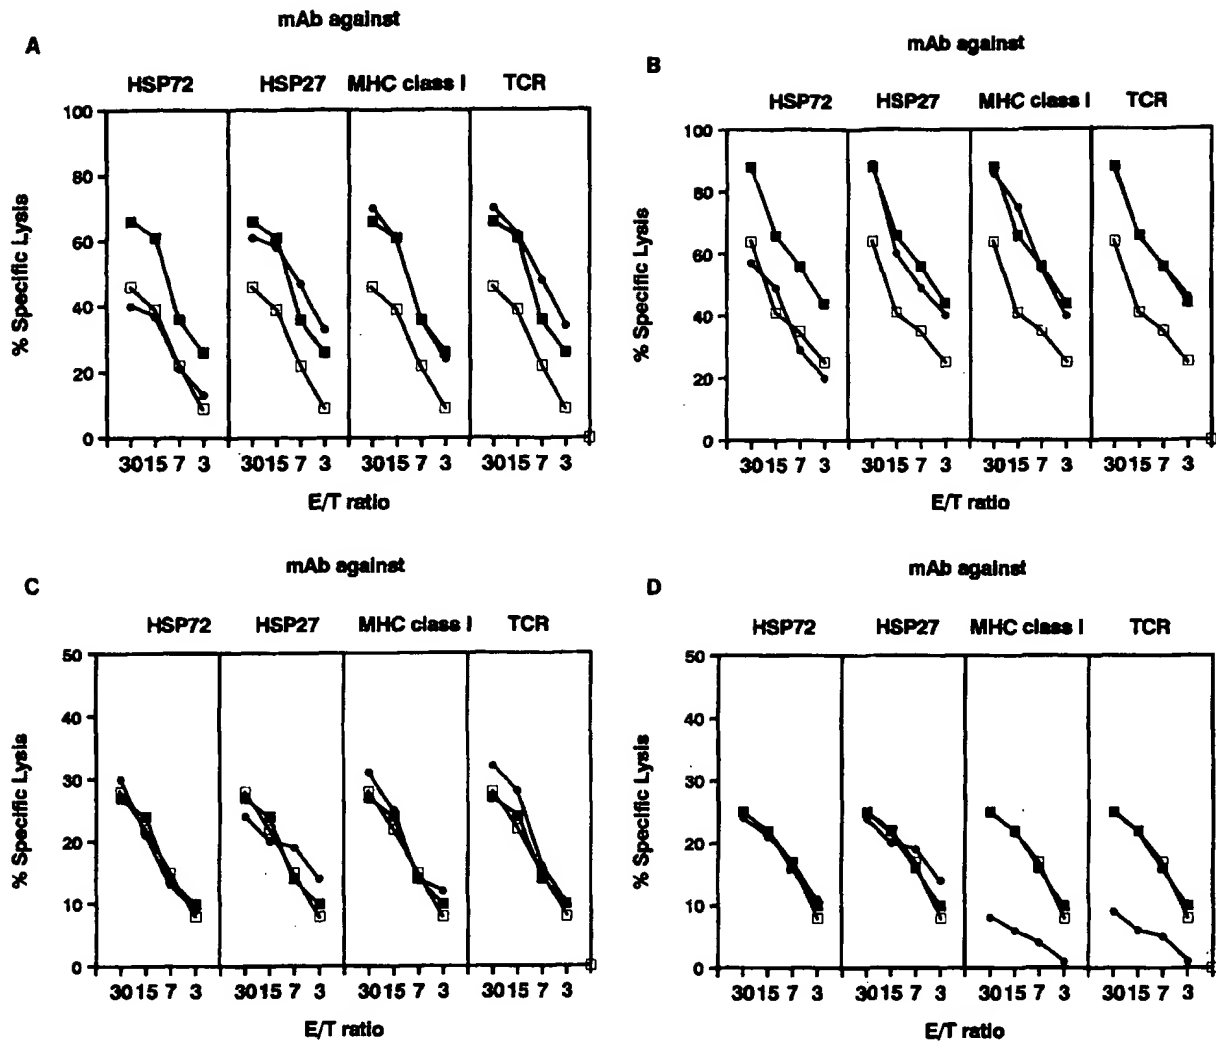 mAb against
A
HSP72 HSP27 MHC class I TCR
100
80
60
40
20
0
% Specific Lysis
30 15 7 3 30 15 7 3 30 15 7 3 30 15 7 3
E/T ratio
mAb against
B
HSP72 HSP27 MHC class I TCR
100
80
60
40
20
0
% Specific Lysis
30 15 7 3 30 15 7 3 30 15 7 3 30 15 7 3
E/T ratio
mAb against
C
HSP72 HSP27 MHC class I TCR
50
40
30
20
10
0
% Specific Lysis
30 15 7 3 30 15 7 3 30 15 7 3 30 15 7 3
E/T ratio
mAb against
D
HSP72 HSP27 MHC class I TCR
50
40
30
20
10
0
% Specific Lysis
30 15 7 3 30 15 7 3 30 15 7 3 30 15 7 3
E/T ratio